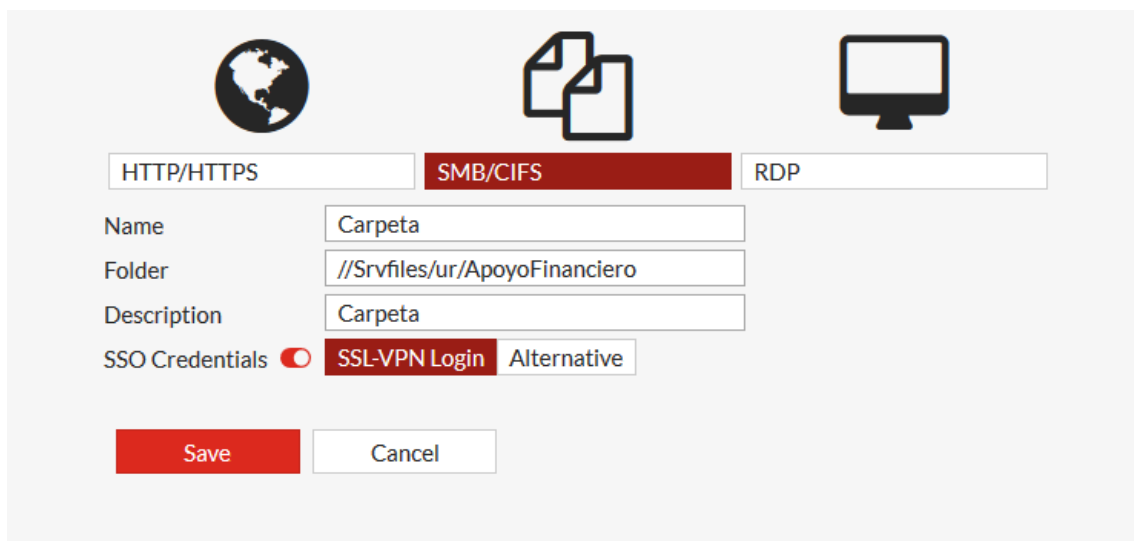 HTTP/HTTPS SMB/CIFS RDP
Name Carpeta
Folder //Srvfiles/ur/ApoyoFinanciero
Description Carpeta
SSO Credentials SSL-VPN Login Alternative
Save Cancel